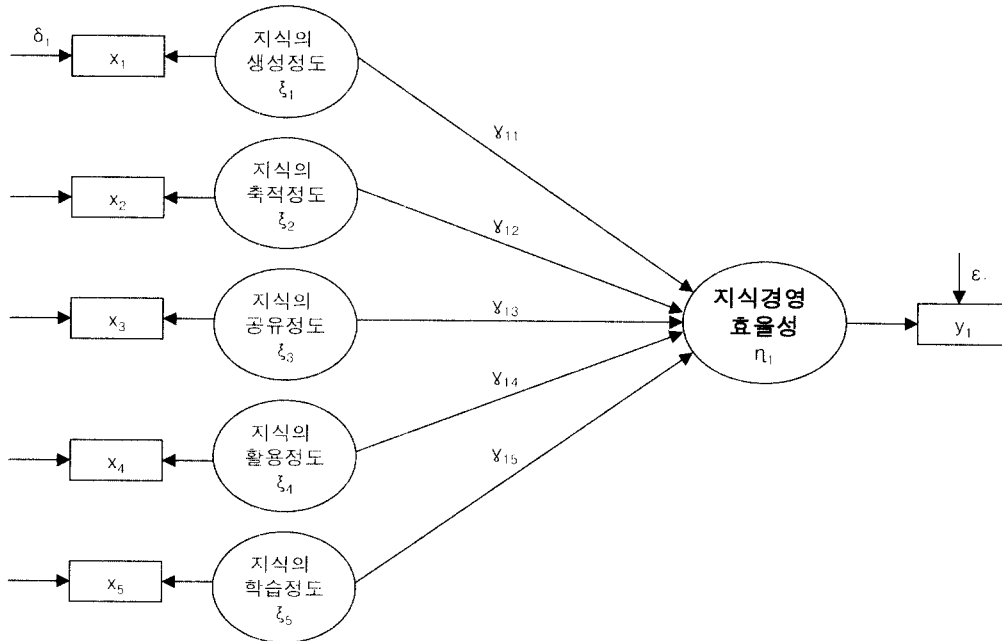 δ₁
x₁
지식의
생성정도
ξ₁
γ₁₁
x₂
지식의
축적정도
ξ₂
γ₁₂
x₃
지식의
공유정도
ξ₃
γ₁₃
지식경영
효율성
η₁
ε.
y₁
x₄
지식의
활용정도
ξ₄
γ₁₄
x₅
지식의
학습정도
ξ₅
γ₁₅